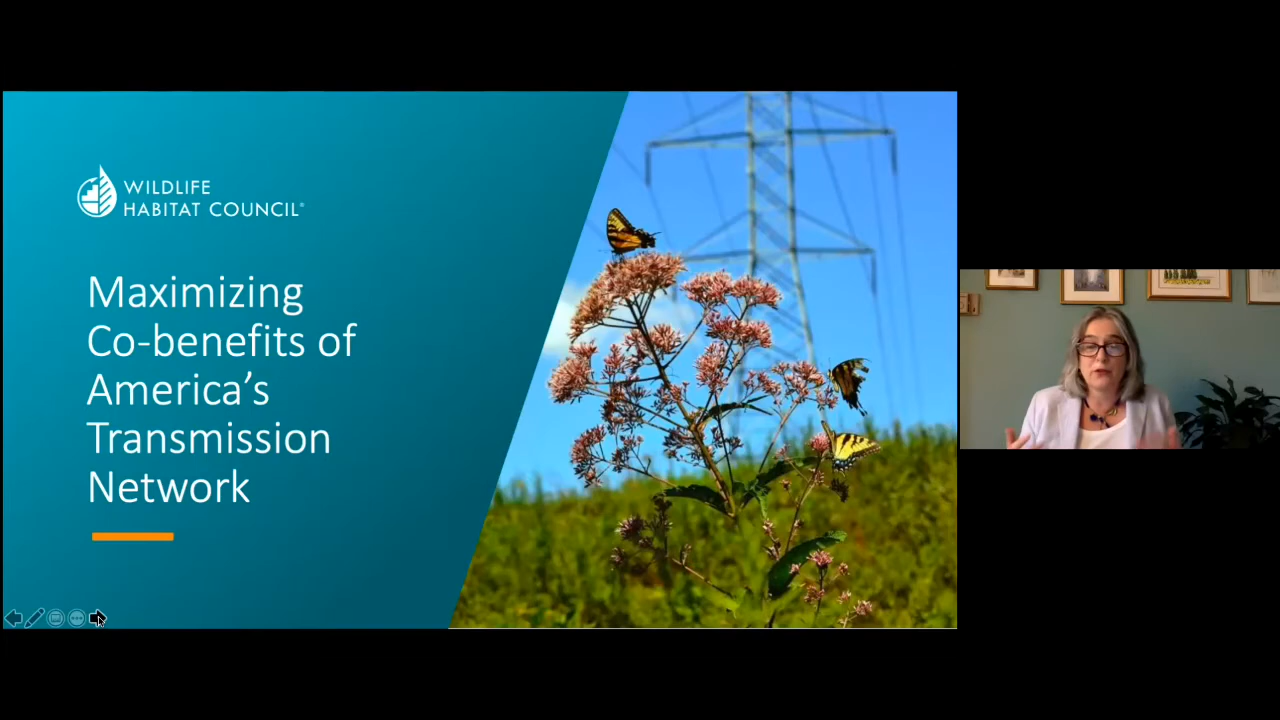 WILDLIFE
HABITAT COUNCIL®
Maximizing
Co-benefits of
America's
Transmission
Network